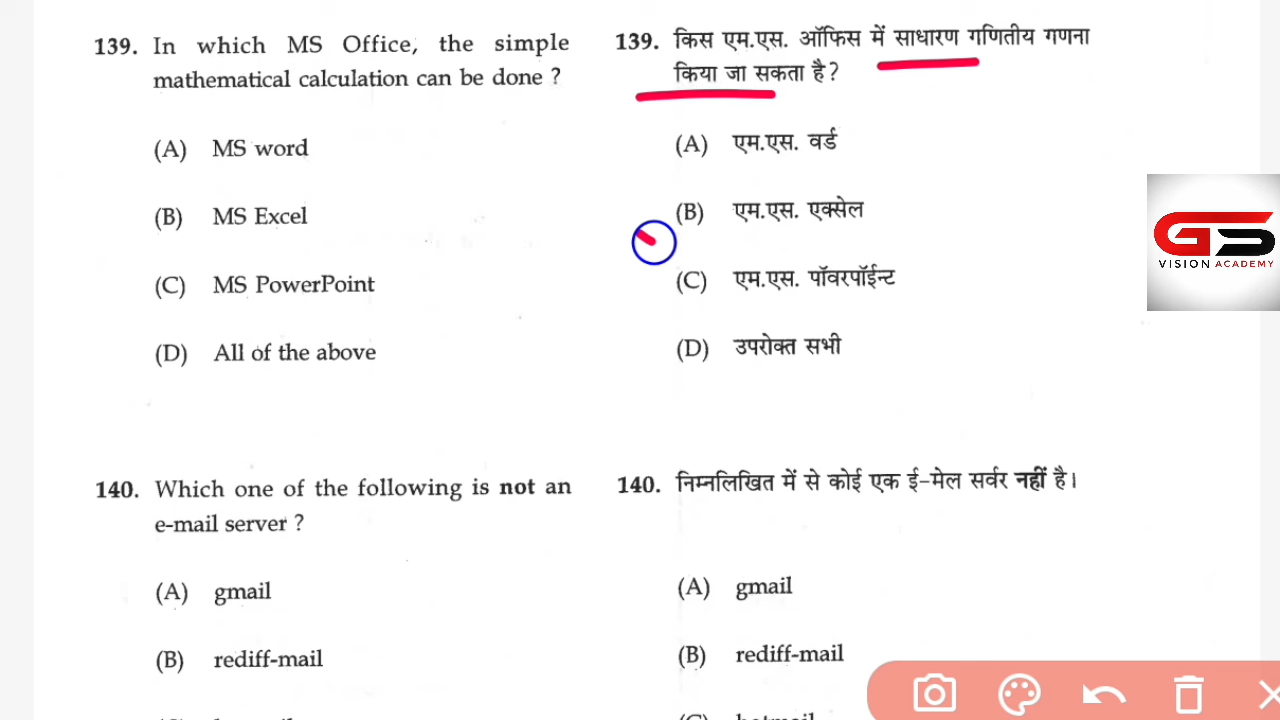 139. In which MS Office, the simple
mathematical calculation can be done ?
(A) MS word
(B) MS Excel
(C) MS PowerPoint
(D) All of the above
140. Which one of the following is not an
e-mail server ?
(A) gmail
(B) rediff-mail
139. किस एम.एस. ऑफिस में साधारण गणितीय गणना
किया जा सकता है?
(A) एम.एस. वर्ड
(B) एम.एस. एक्सेल
(C) एम.एस. पॉवरपॉईन्ट
(D) उपरोक्त सभी
140. निम्नलिखित में से कोई एक ई-मेल सर्वर नहीं है।
(A) gmail
(B) rediff-mail
GS
VISION ACADEMY